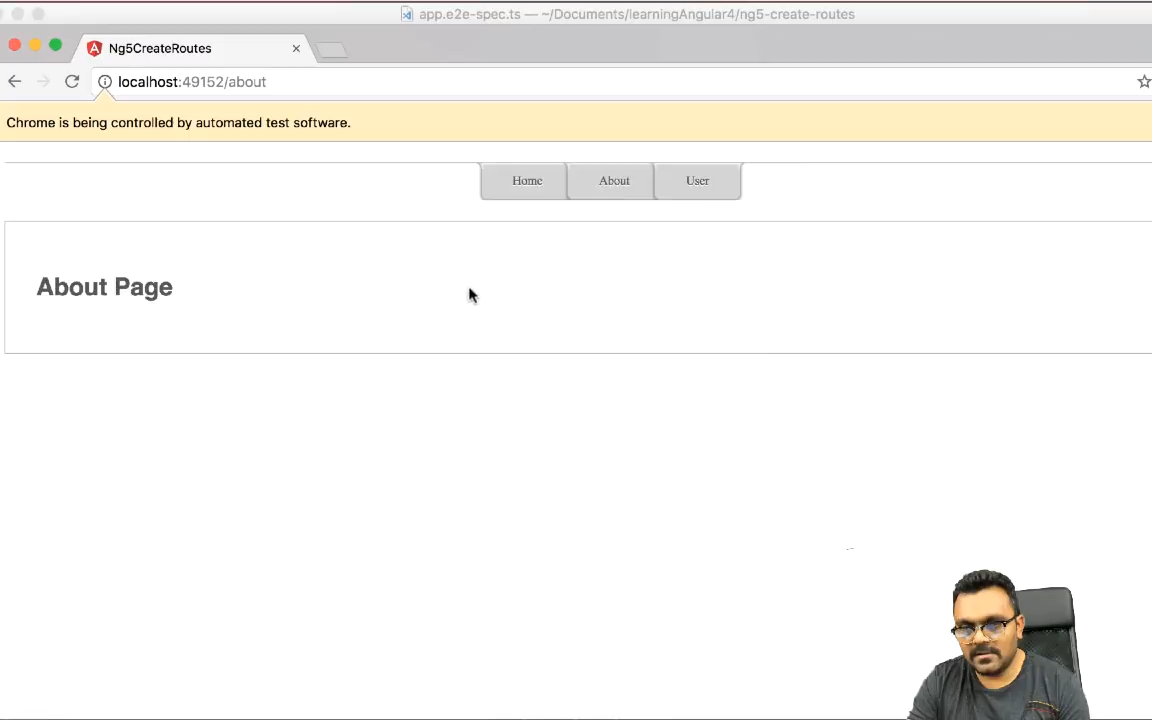 app.e2e-spec.ts — ~/Documents/learningAngular4/ng5-create-routes
Ng5CreateRoutes
localhost:49152/about
Chrome is being controlled by automated test software.
Home About User
About Page